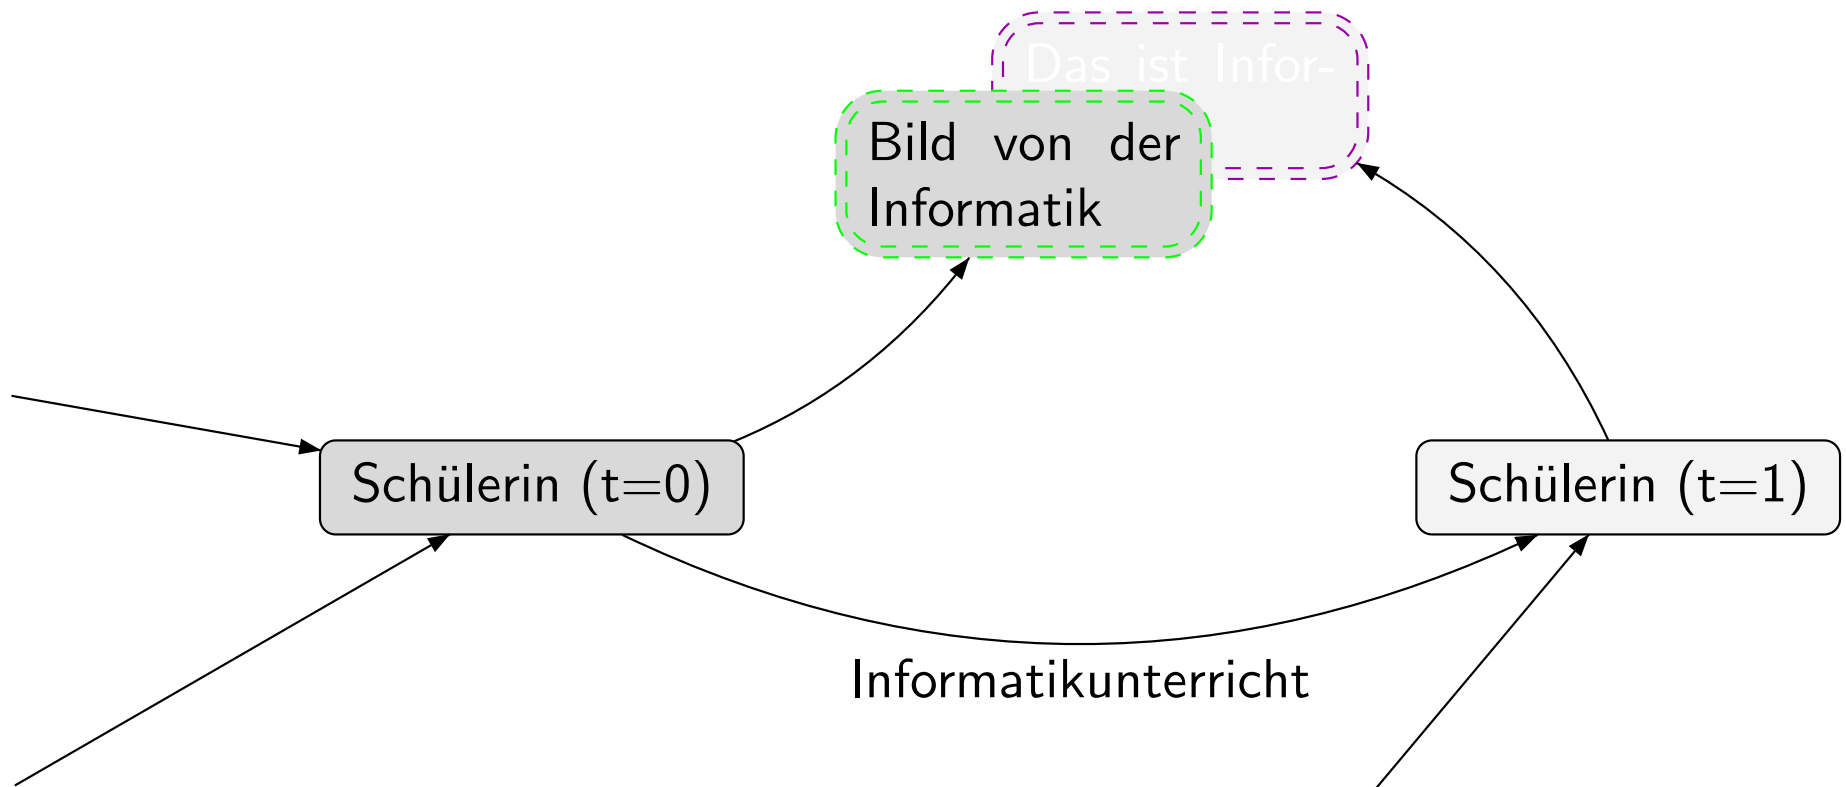 Das ist Infor-
Bild von der
Informatik
Schülerin (t=0)
Schülerin (t=1)
Informatikunterricht